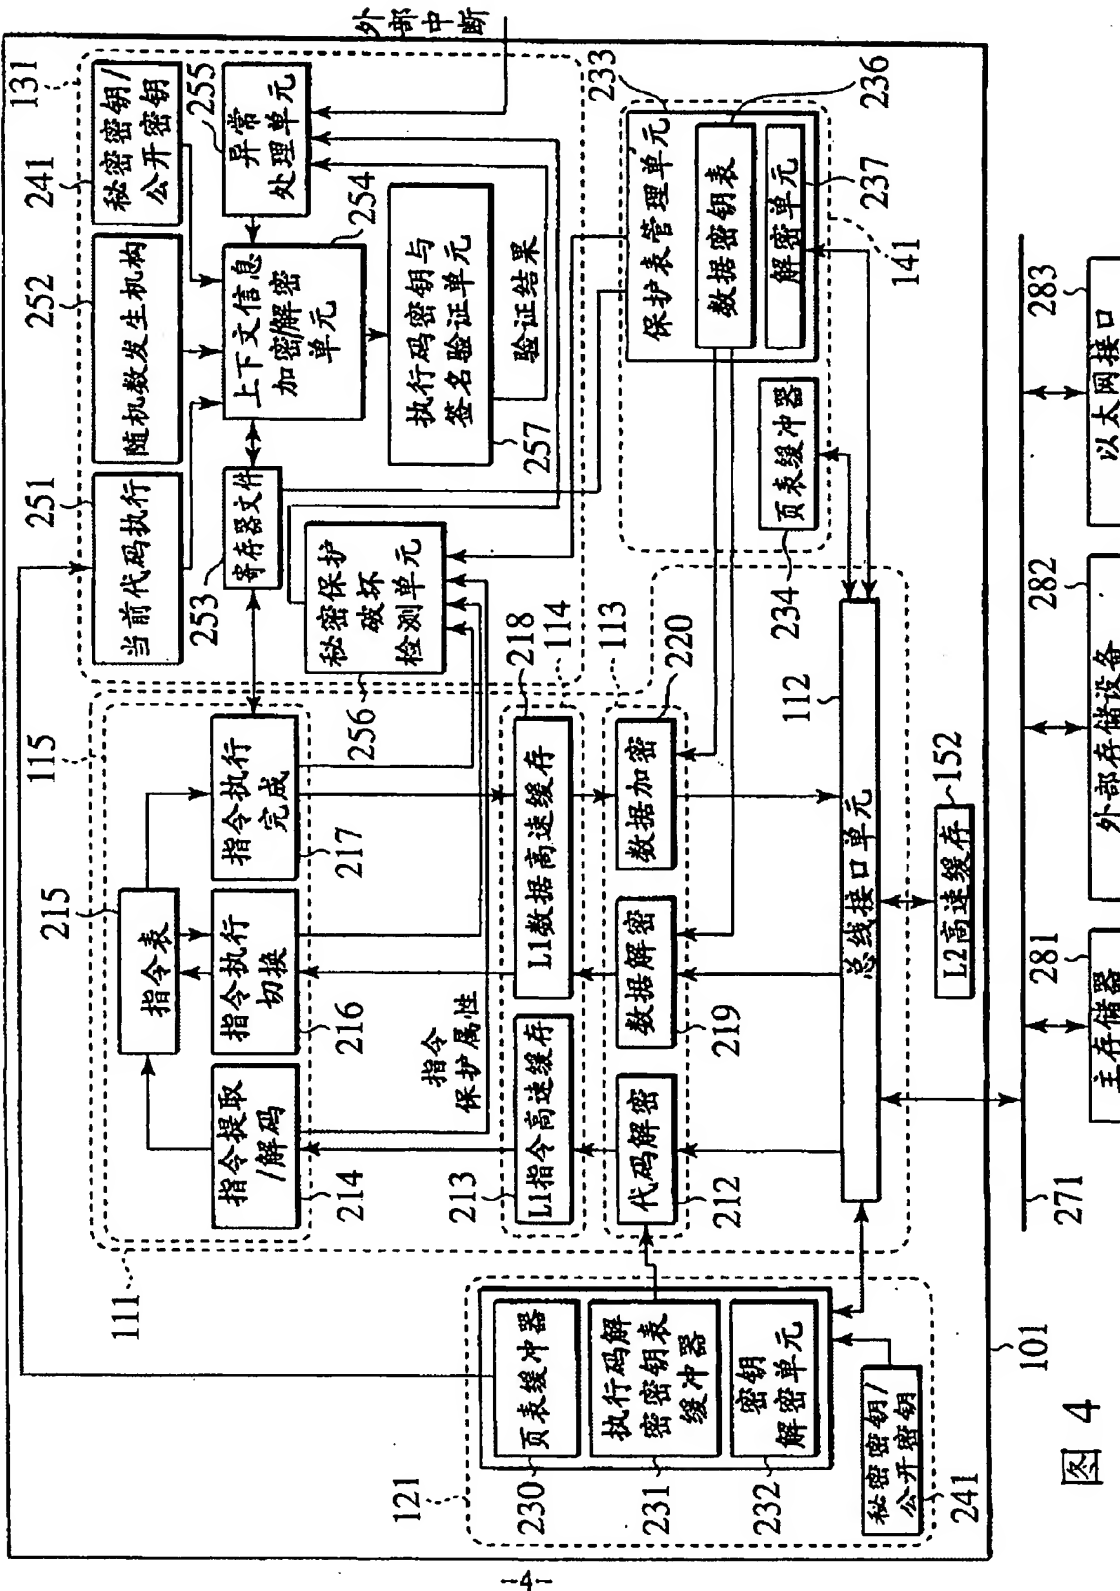 外部中断
131
秘密密钥/
公开密钥
241
随机数发生机构
252
当前代码执行
251
异常
处理单元
255
上下文信息
加密/解密
单元
254
寄存器文件
253
执行码密钥与
签名验证单元
257
验证结果
秘密保护
破坏
检测单元
256
115
111
指令表
215
指令执行
完成
217
指令执行
切换
216
指令提取
/解码
214
指令
保护属性
L1数据高速缓存
218
114
L1指令高速缓存
213
113
数据加密
220
数据解密
219
代码解密
212
总线接口单元
112
L2高速缓存
152
保护表管理单元
233
数据密钥表
236
解密单元
237
141
页表缓冲器
234
121
页表缓冲器
230
执行码解
密密钥表
缓冲器
231
密钥
解密单元
232
秘密密钥/
公开密钥
241
101
271
主存储器
281
外部存储设备
282
以太网接口
283
图 4
-4-